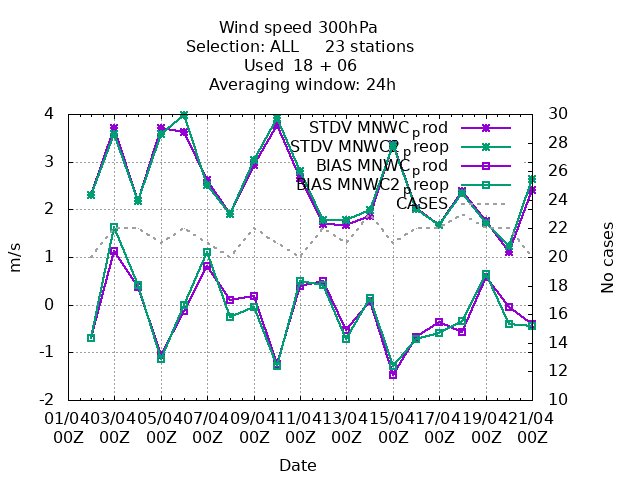 Wind speed 300hPa
Selection: ALL     23 stations
Used 18 + 06
Averaging window: 24h
STDV MNWC_prod
STDV MNWC2_preop
BIAS MNWC_prod
BIAS MNWC2_preop
CASES
4
3
2
1
0
-1
-2
m/s
30
28
26
24
22
20
18
16
14
12
10
No cases
01/04 03/04 05/04 07/04 09/04 11/04 13/04 15/04 17/04 19/04 21/04
00Z 00Z 00Z 00Z 00Z 00Z 00Z 00Z 00Z 00Z 00Z
Date